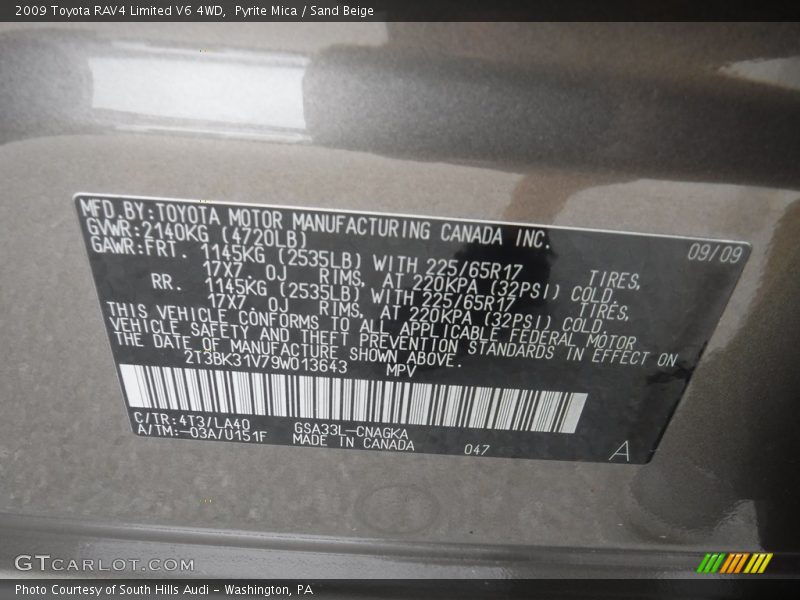 2009 Toyota RAV4 Limited V6 4WD, Pyrite Mica / Sand Beige
MFD.BY:TOYOTA MOTOR MANUFACTURING CANADA INC.
09/09
GVWR:2140KG (4720LB)
GAWR:FRT. 1145KG (2535LB) WITH 225/65R17 TIRES,
17X7 0J RIMS, AT 220KPA (32PSI) COLD.
RR. 1145KG (2535LB) WITH 225/65R17 TIRES,
17X7 0J RIMS, AT 220KPA (32PSI) COLD.
THIS VEHICLE CONFORMS TO ALL APPLICABLE FEDERAL MOTOR
VEHICLE SAFETY AND THEFT PREVENTION STANDARDS IN EFFECT ON
THE DATE OF MANUFACTURE SHOWN ABOVE.
2T3BK31V79W013643 MPV
C/TR:4T3/LA40 GSA33L-CNAGKA
A/TM:-03A/U151F MADE IN CANADA 047 A
GTCARLOT.COM
Photo Courtesy of South Hills Audi - Washington, PA